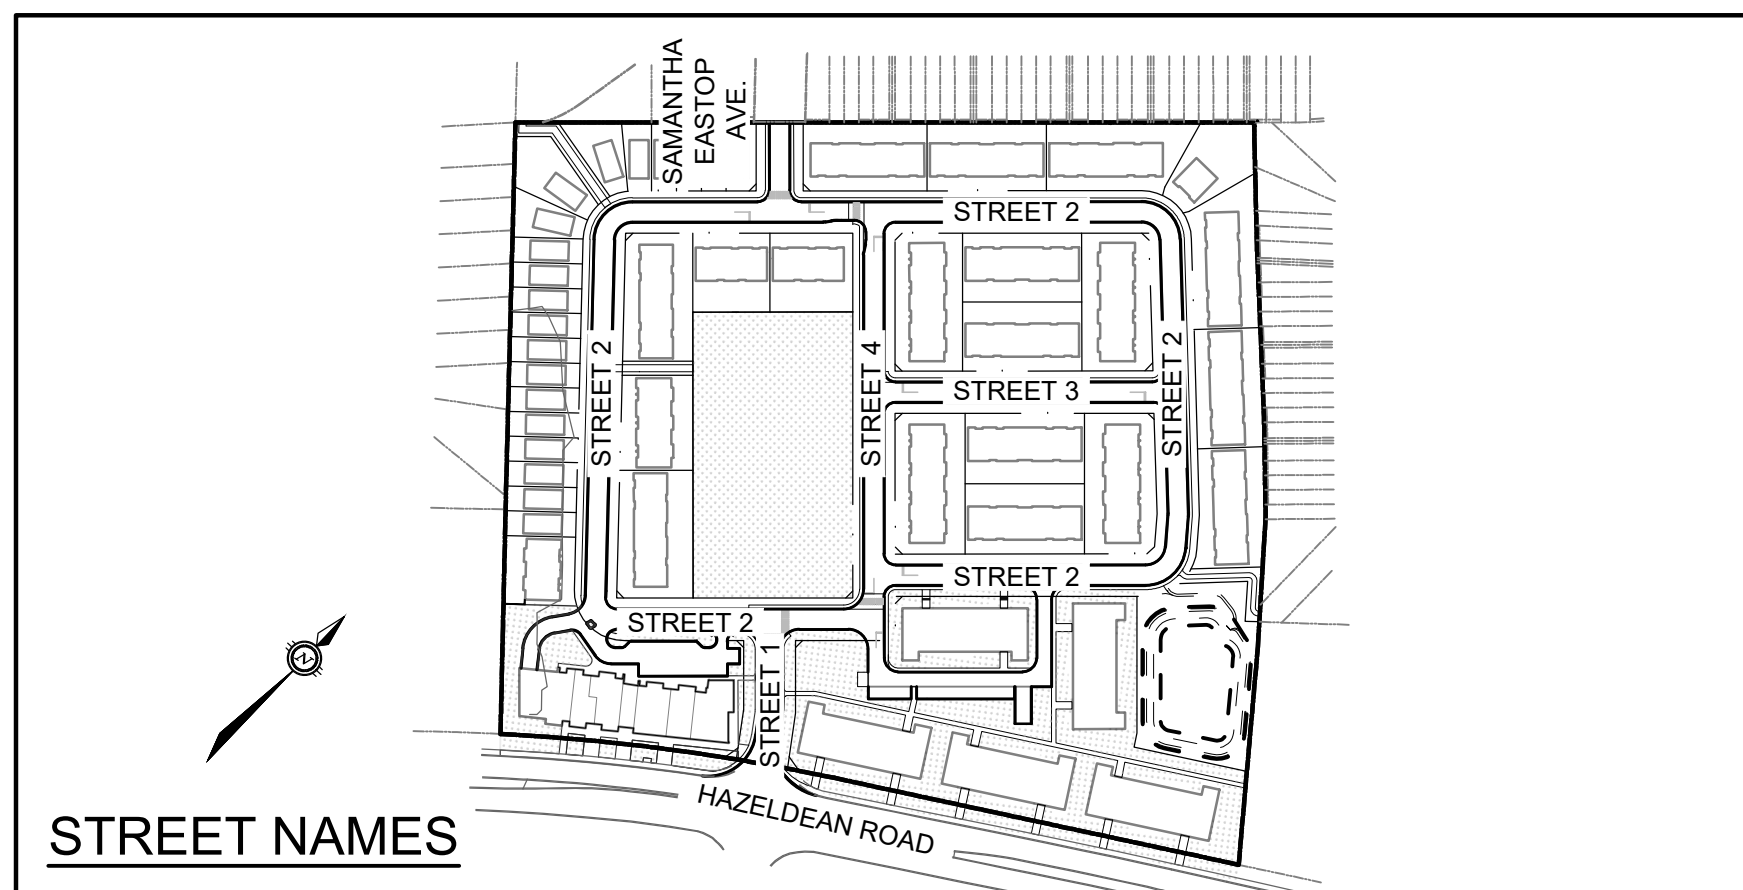 SAMANTHA
EASTOP
AVE.
STREET 2
STREET 2
STREET 4
STREET 2
STREET 3
STREET 2
STREET 2
STREET 1
N
HAZELDEAN ROAD
STREET NAMES